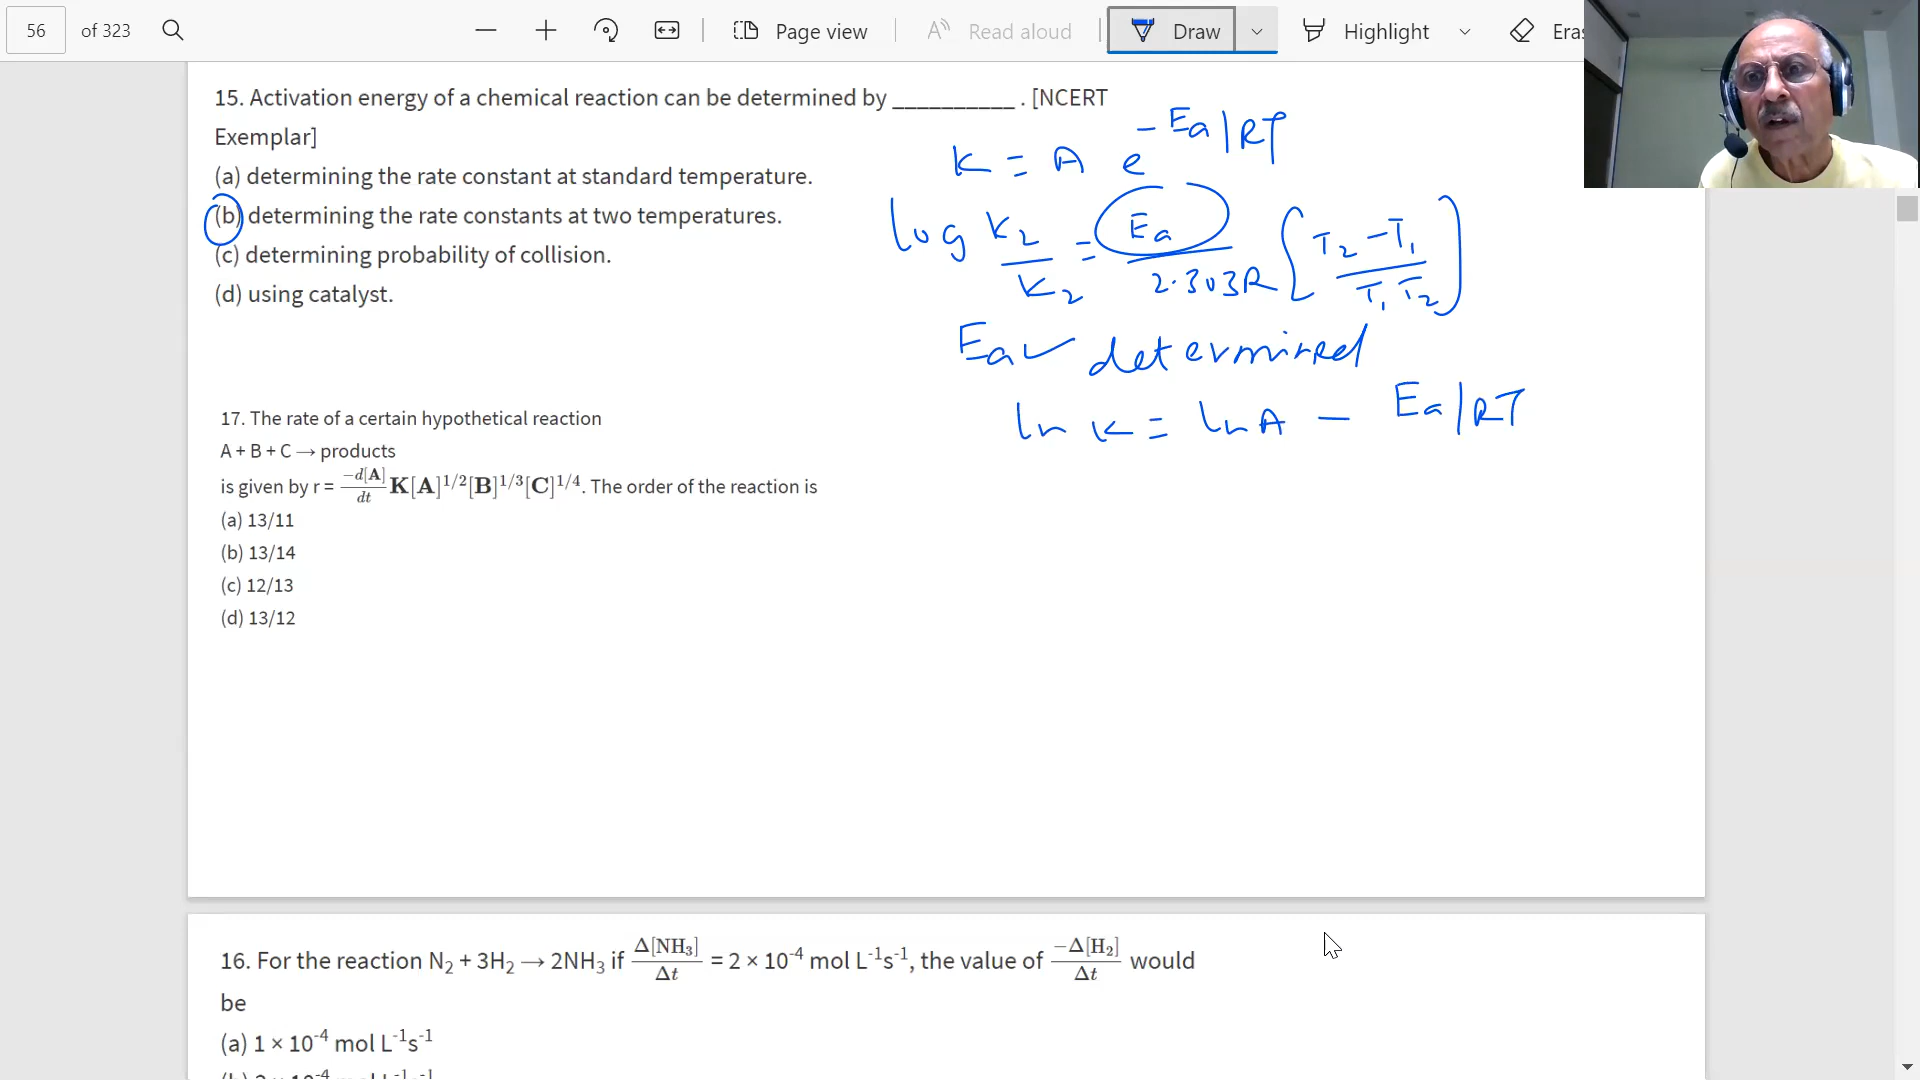 56 of 323 Page view Read aloud Draw Highlight Eras
15. Activation energy of a chemical reaction can be determined by __________ . [NCERT
Exemplar]
(a) determining the rate constant at standard temperature.
(b) determining the rate constants at two temperatures.
(c) determining probability of collision.
(d) using catalyst.
K = A e^{-Ea/RT}
log K₂/K₂ = Ea/2.303R [T₂ - T₁/T₁T₂]
Ea ✓ determined
ln K = ln A - Ea/RT
17. The rate of a certain hypothetical reaction
A + B + C → products
is given by r = −d[A]/dt K[A]^{1/2}[B]^{1/3}[C]^{1/4}. The order of the reaction is
(a) 13/11
(b) 13/14
(c) 12/13
(d) 13/12
16. For the reaction N₂ + 3H₂ → 2NH₃ if Δ[NH₃]/Δt = 2 × 10⁻⁴ mol L⁻¹s⁻¹, the value of −Δ[H₂]/Δt would
be
(a) 1 × 10⁻⁴ mol L⁻¹s⁻¹